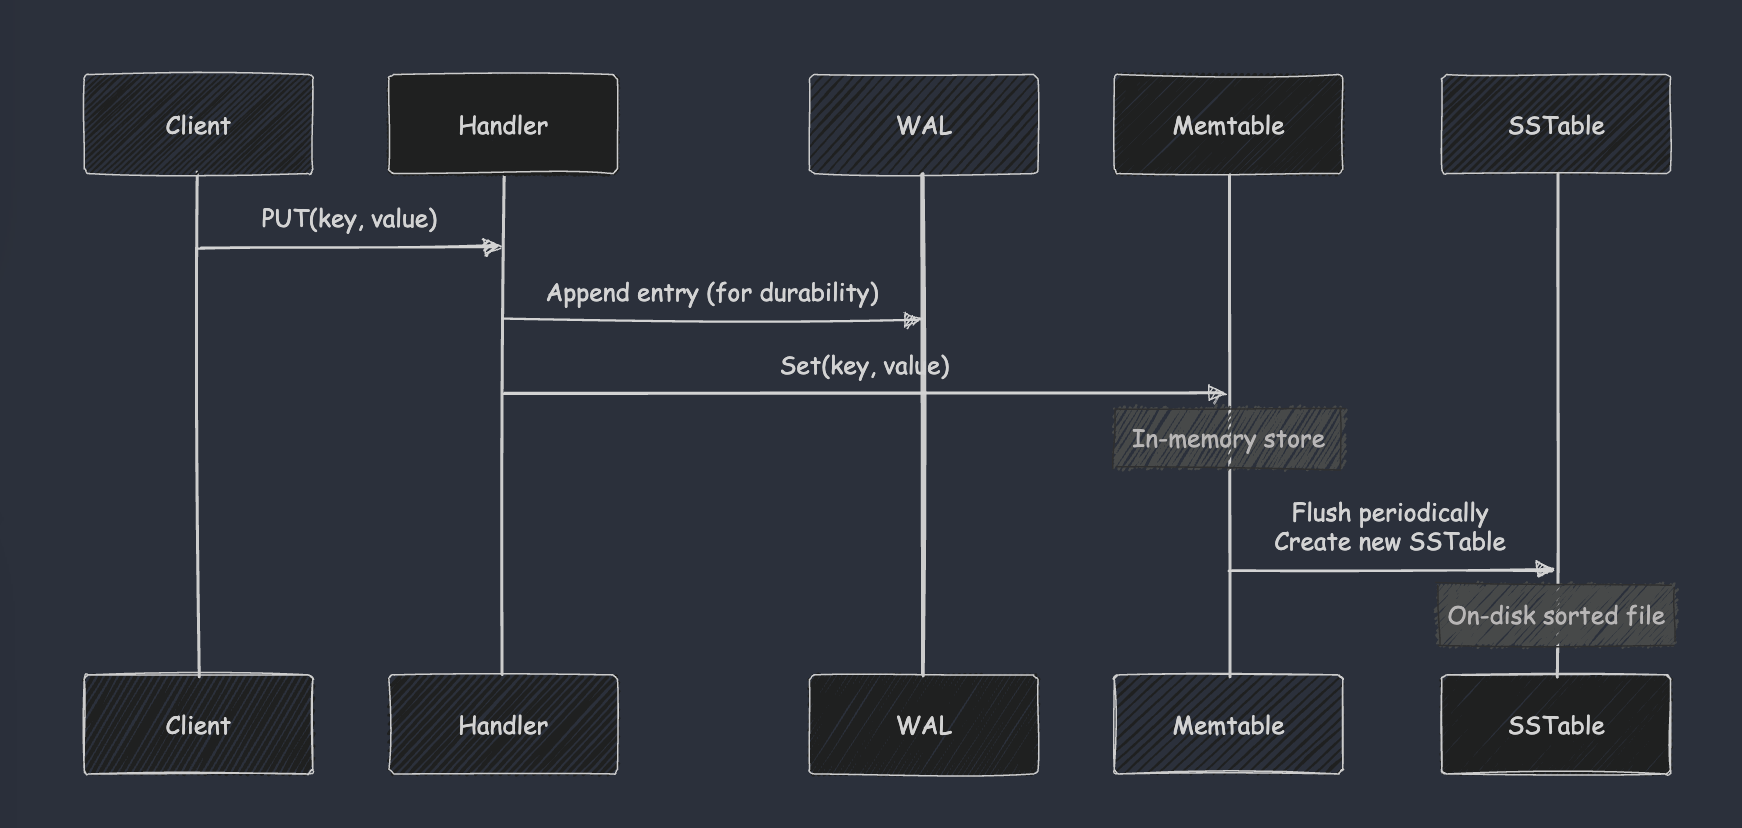 Client
Handler
WAL
Memtable
SSTable
PUT(key, value)
Append entry (for durability)
Set(key, value)
In-memory store
Flush periodically
Create new SSTable
On-disk sorted file
Client
Handler
WAL
Memtable
SSTable